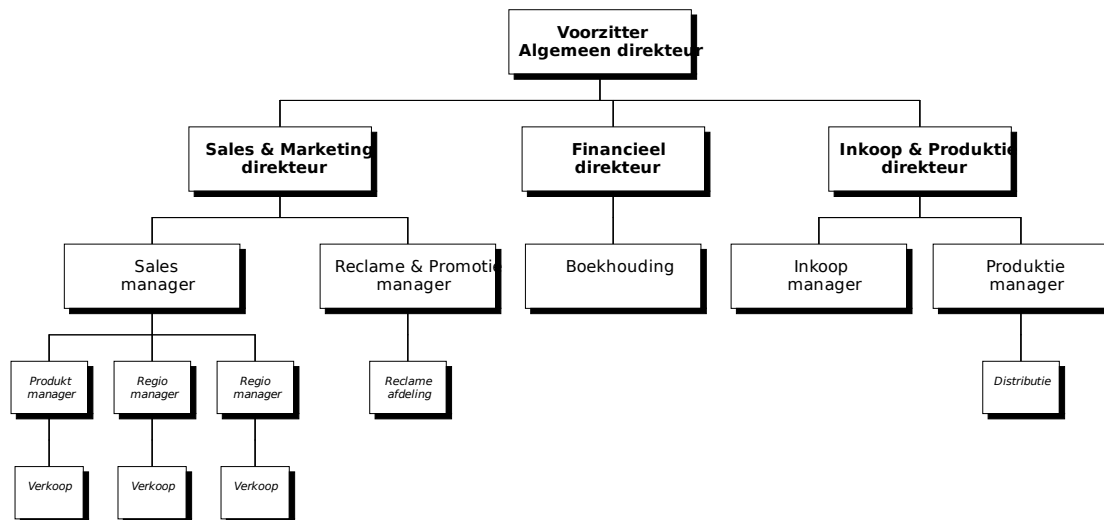 Voorzitter
Algemeen direkteur
Sales & Marketing
direkteur
Financieel
direkteur
Inkoop & Produktie
direkteur
Sales
manager
Reclame & Promotie
manager
Boekhouding
Inkoop
manager
Produktie
manager
Produkt
manager
Regio
manager
Regio
manager
Reclame
afdeling
Distributie
Verkoop
Verkoop
Verkoop